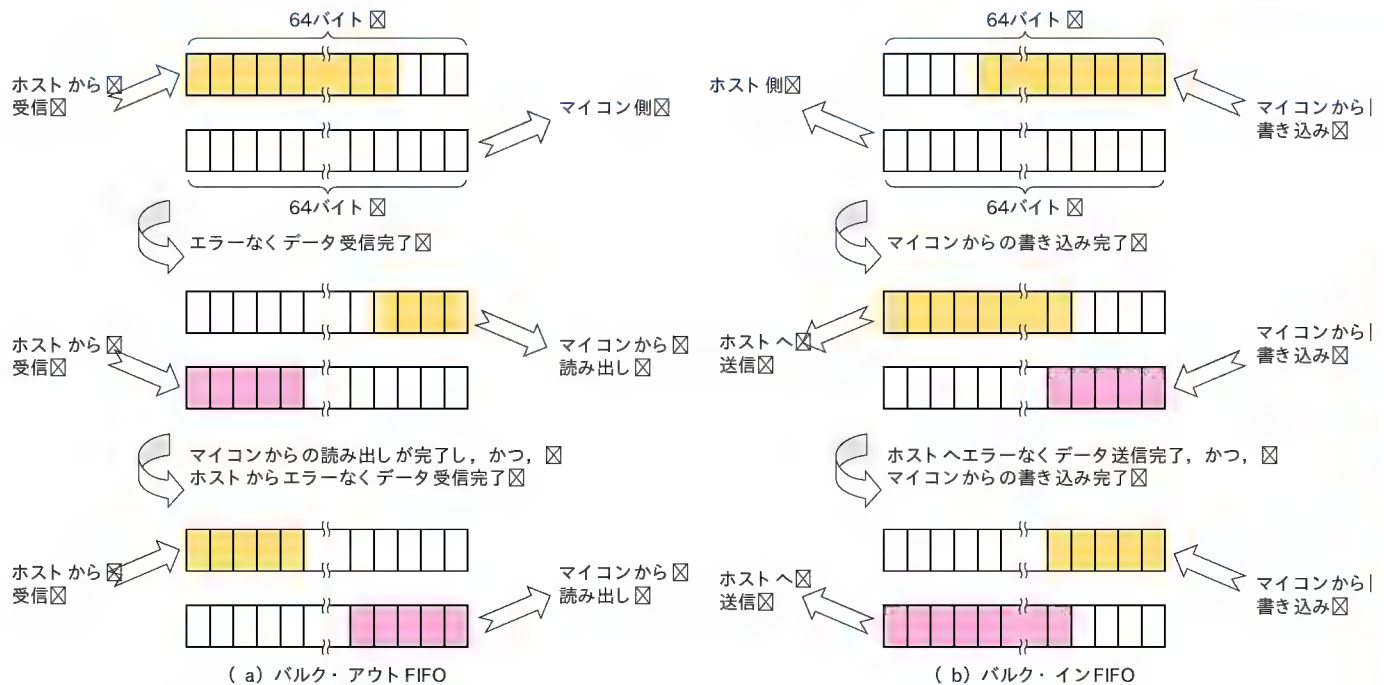 64バイト
ホストから
受信
マイコン側
64バイト
エラーなくデータ受信完了
ホストから
受信
マイコンから
読み出し
マイコンからの読み出しが完了し，かつ，
ホストからエラーなくデータ受信完了
ホストから
受信
マイコンから
読み出し
(a) バルク・アウトFIFO
64バイト
ホスト側
マイコンから
書き込み
64バイト
マイコンからの書き込み完了
ホストへ
送信
マイコンから
書き込み
ホストへエラーなくデータ送信完了，かつ，
マイコンからの書き込み完了
ホストへ
送信
マイコンから
書き込み
(b) バルク・インFIFO